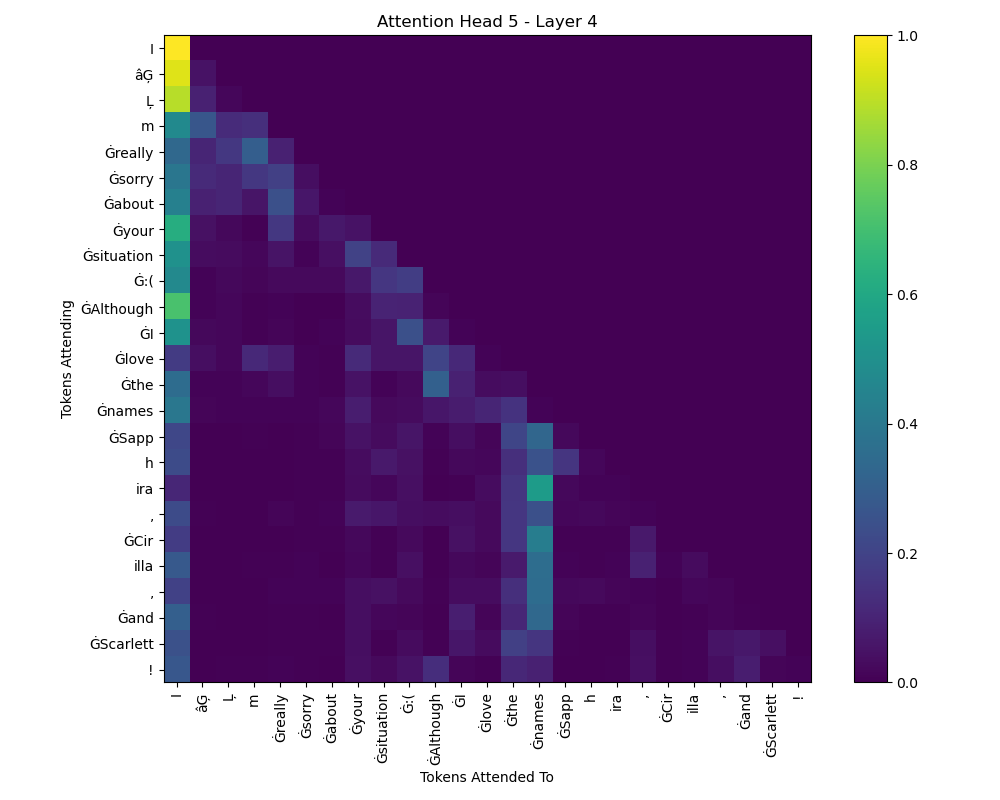 Attention Head 5 - Layer 4
Tokens Attending
I
âĢ
Ļ
m
Ġreally
Ġsorry
Ġabout
Ġyour
Ġsituation
Ġ:(
ĠAlthough
ĠI
Ġlove
Ġthe
Ġnames
ĠSapp
h
ira
,
ĠCir
illa
,
Ġand
ĠScarlett
!
I
âĢ
Ļ
m
Ġreally
Ġsorry
Ġabout
Ġyour
Ġsituation
Ġ:(
ĠAlthough
ĠI
Ġlove
Ġthe
Ġnames
ĠSapp
h
ira
,
ĠCir
illa
,
Ġand
ĠScarlett
!
Tokens Attended To
1.0
0.8
0.6
0.4
0.2
0.0